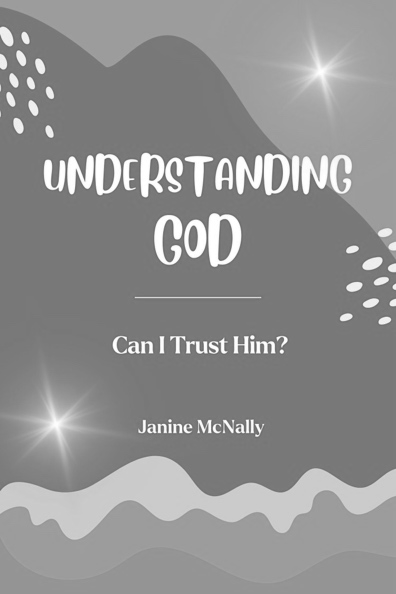 UNDERSTANDING
GOD
Can I Trust Him?
Janine McNally